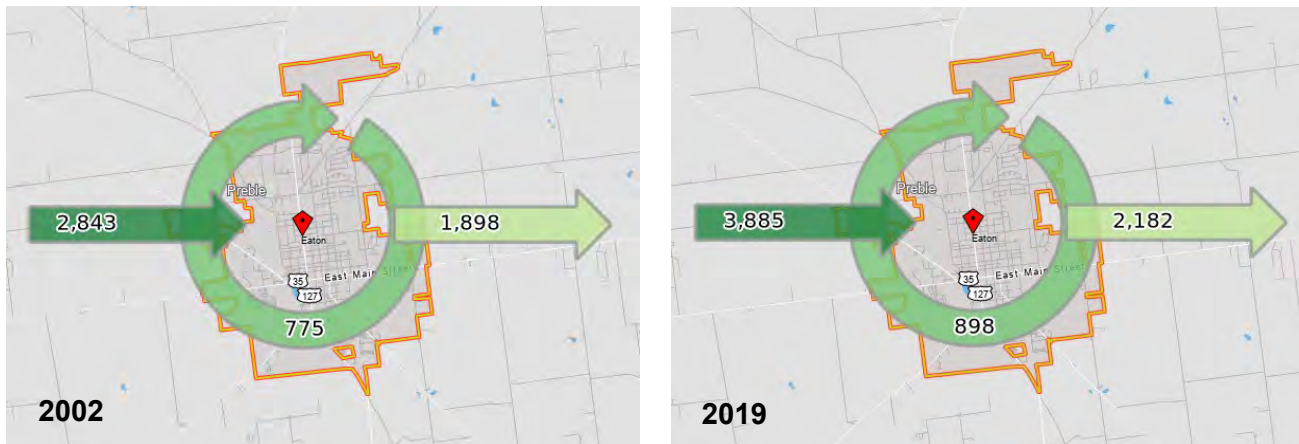 Preble
2,843
1,898
Eaton
East Main Street
35
127
775
2002
Preble
3,885
2,182
Eaton
East Main Street
35
127
898
2019